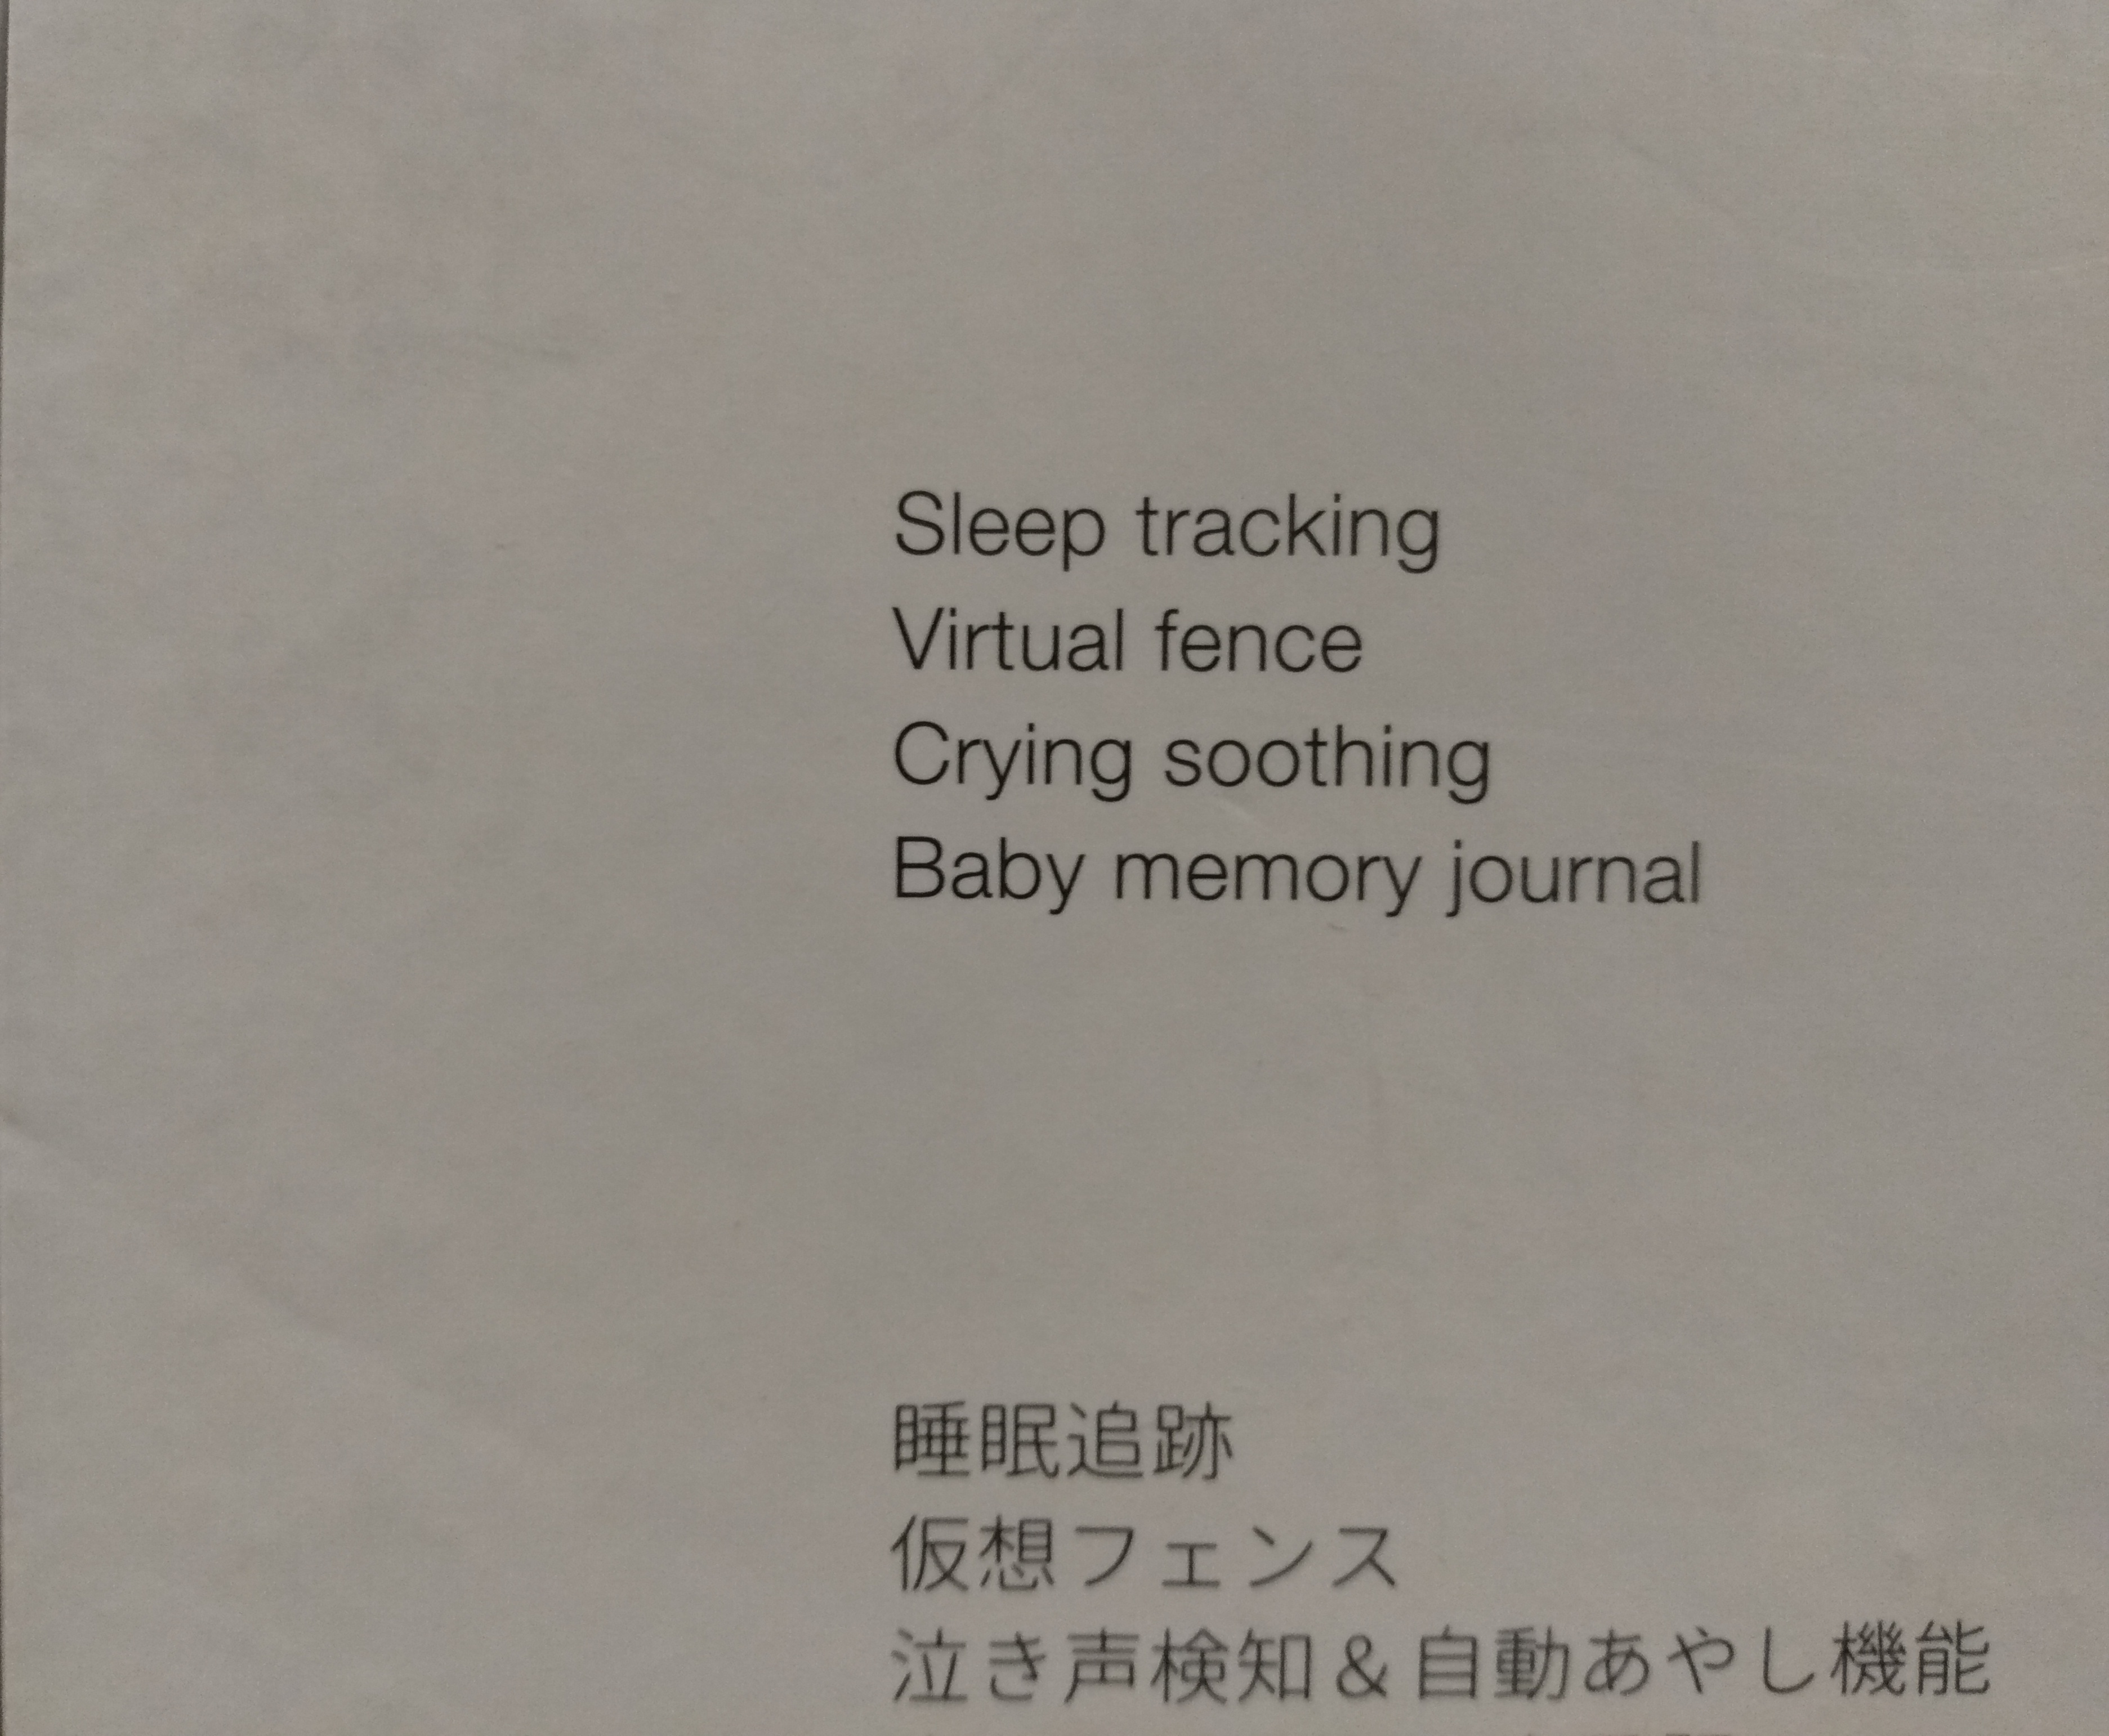 Sleep tracking
Virtual fence
Crying soothing
Baby memory journal
睡眠追跡
仮想フェンス
泣き声検知＆自動あやし機能